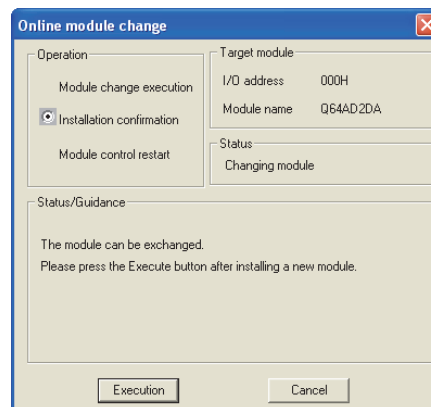 Online module change
Operation
Module change execution
Installation confirmation
Module control restart
Target module
I/O address 000H
Module name Q64AD2DA
Status
Changing module
Status/Guidance
The module can be exchanged.
Please press the Execute button after installing a new module.
Execution Cancel